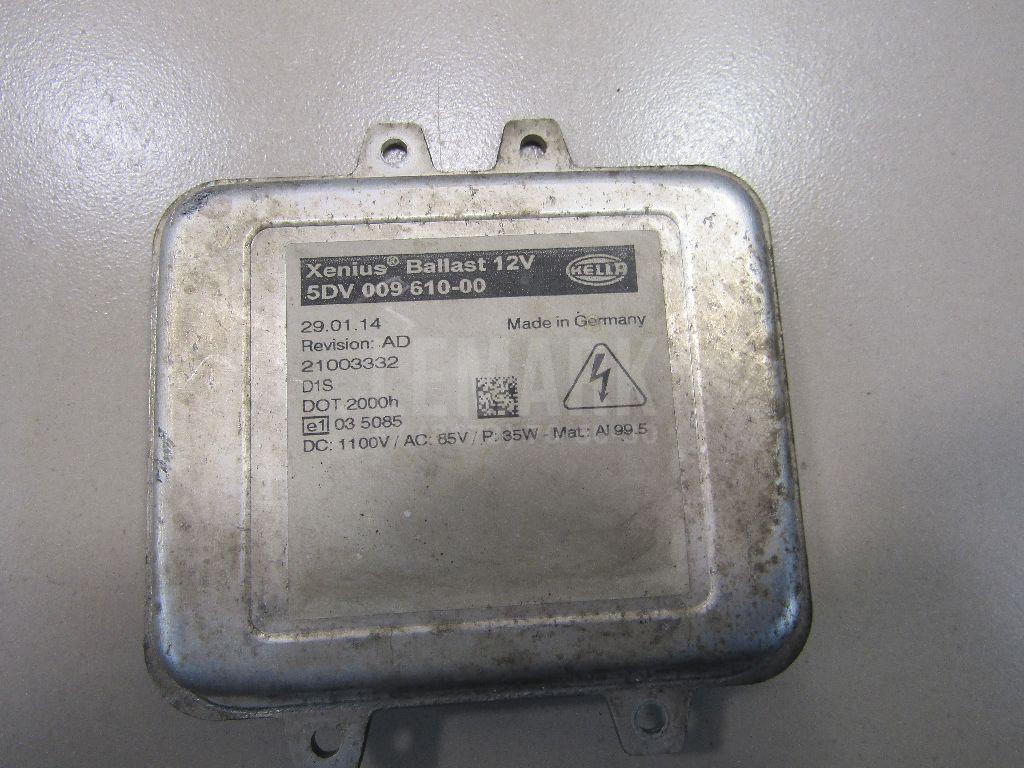 Xenius® Ballast 12V
HELLA
5DV 009 610-00
29.01.14
Made in Germany
Revision: AD
21003332
D1S
DOT 2000h
e1 03 5085
DC: 1100V / AC: 85V / P: 35W - Mat.: Al 99.5